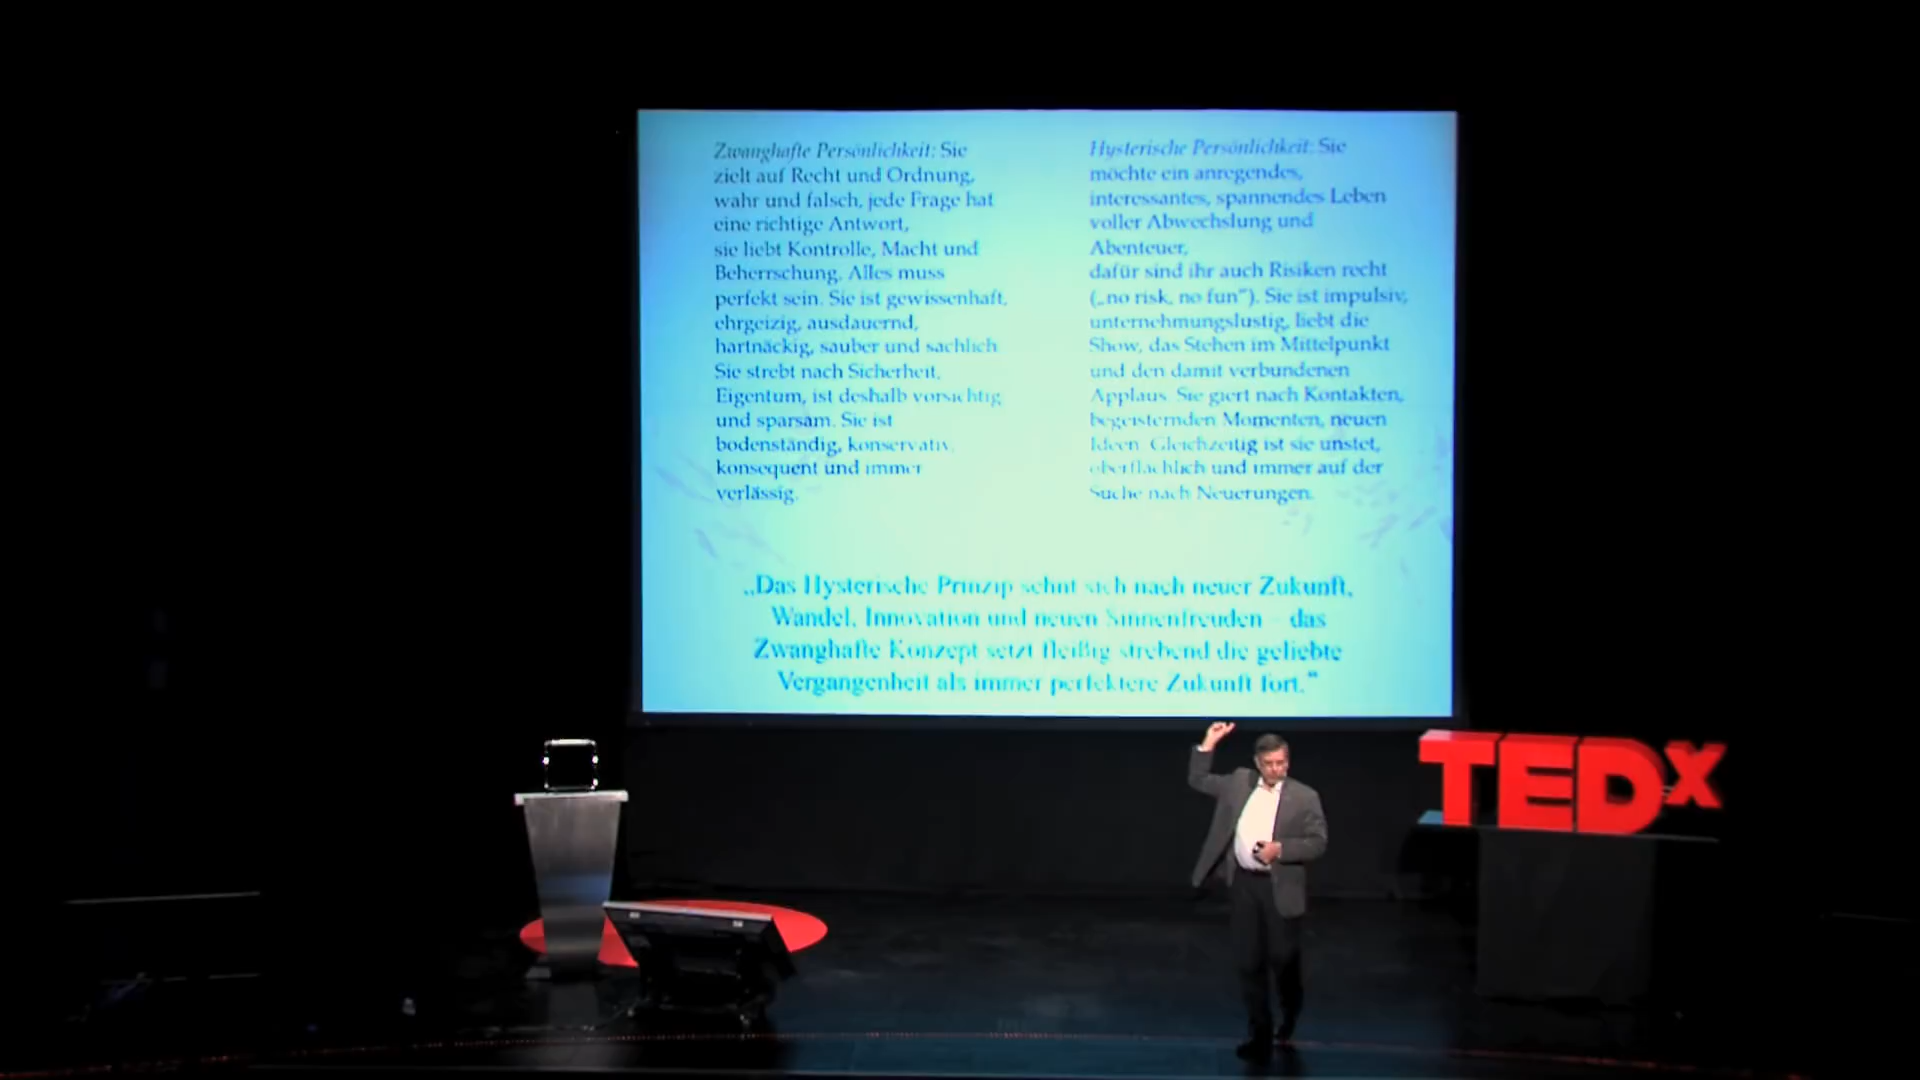 Zwanghafte Persönlichkeit: Sie
zielt auf Recht und Ordnung,
wahr und falsch, jede Frage hat
eine richtige Antwort,
sie liebt Kontrolle, Macht und
Beherrschung. Alles muss
perfekt sein. Sie ist gewissenhaft,
ehrgeizig, ausdauernd,
hartnäckig, sauber und sachlich
Sie strebt nach Sicherheit,
Eigentum, ist deshalb vorsichtig
und sparsam. Sie ist
bodenständig, konservativ,
konsequent und immer
verlässig.
Hysterische Persönlichkeit: Sie
möchte ein anregendes,
interessantes, spannendes Leben
voller Abwechslung und
Abenteuer,
dafür sind ihr auch Risiken recht
(„no risk, no fun"). Sie ist impulsiv,
unternehmungslustig, liebt die
Show, das Stehen im Mittelpunkt
und den damit verbundenen
Applaus. Sie giert nach Kontakten,
begeisternden Momenten, neuen
Ideen. Gleichzeitig ist sie unstet,
oberflächlich und immer auf der
Suche nach Neuerungen.
„Das Hysterische Prinzip sehnt sich nach neuer Zukunft,
Wandel, Innovation und neuen Sinnenfreuden – das
Zwanghafte Konzept setzt fleißig strebend die geliebte
Vergangenheit als immer perfektere Zukunft fort."
TEDx